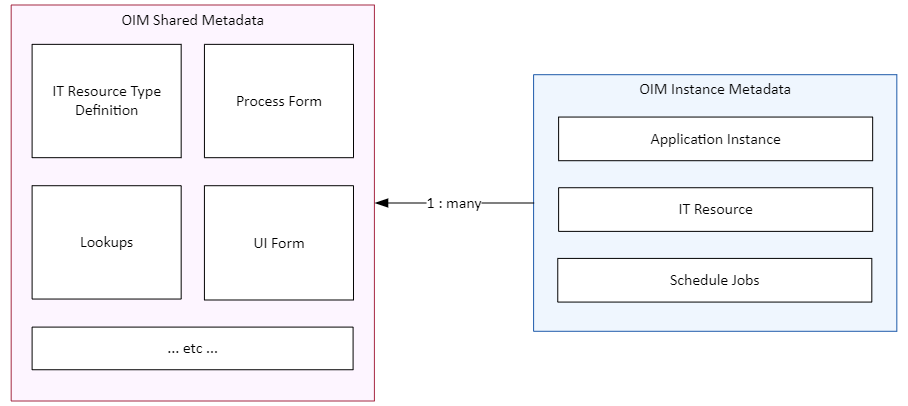 OIM Shared Metadata
IT Resource Type
Definition
Process Form
Lookups
UI Form
... etc ...
1 : many
OIM Instance Metadata
Application Instance
IT Resource
Schedule Jobs